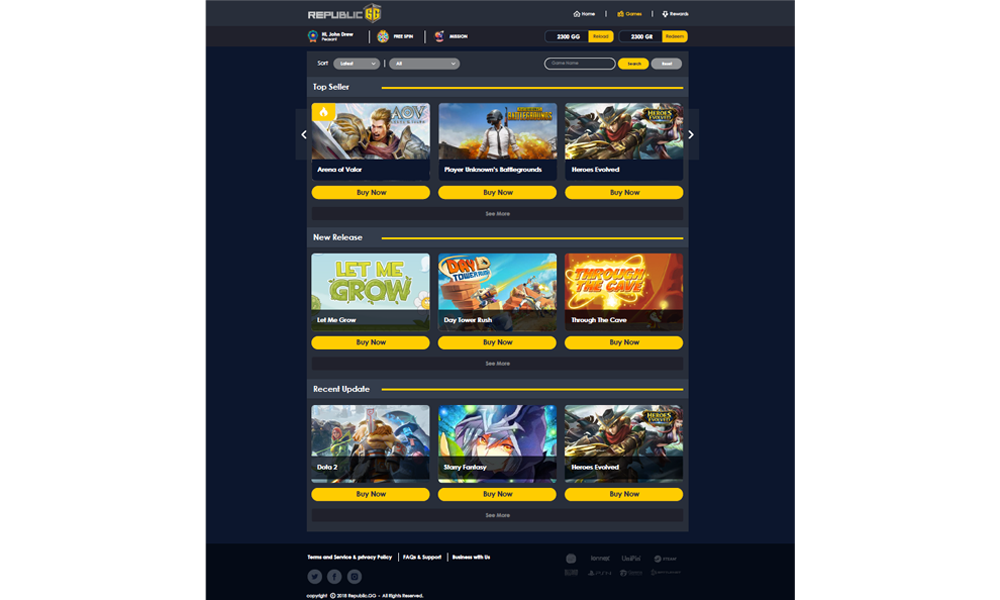 REPUBLIC GG
Home | Games | Rewards
Hi, John Drew
Peasant
FREE SPIN
MISSION
2300 GG Reload
2300 GR Redeem
Sort Latest | All Game Name Search Reset
Top Seller
AOV
BATTLEGROUNDS
HEROES EVOLVED
Arena of Valor
Player Unknown's Battlegrounds
Heroes Evolved
Buy Now Buy Now Buy Now
See More
New Release
LET ME GROW
DAY D TOWER RUSH
THROUGH THE CAVE
Let Me Grow
Day Tower Rush
Through The Cave
Buy Now Buy Now Buy Now
See More
Recent Update
HEROES EVOLVED
Dota 2
Starry Fantasy
Heroes Evolved
Buy Now Buy Now Buy Now
See More
Terms and Service & privacy Policy | FAQs & Support | Business with Us
UniPin
STEAM
copyright © 2018 Republic.GG - All Rights Reserved.